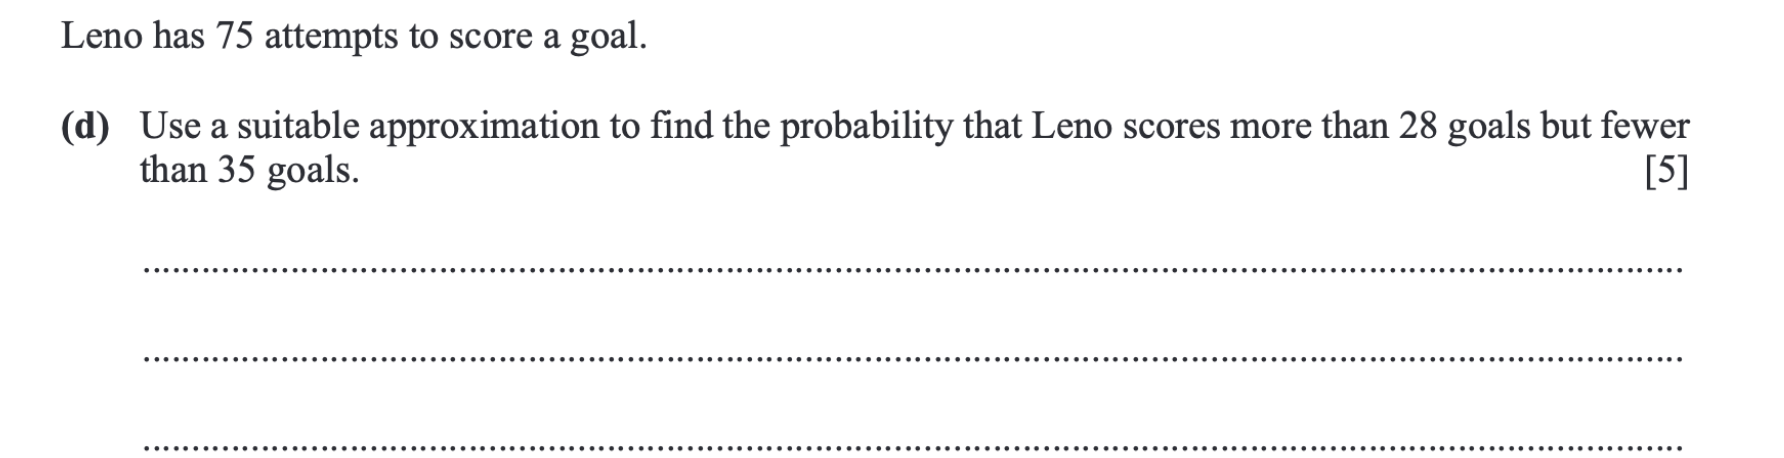 Leno has 75 attempts to score a goal.
(d) Use a suitable approximation to find the probability that Leno scores more than 28 goals but fewer
than 35 goals. [5]